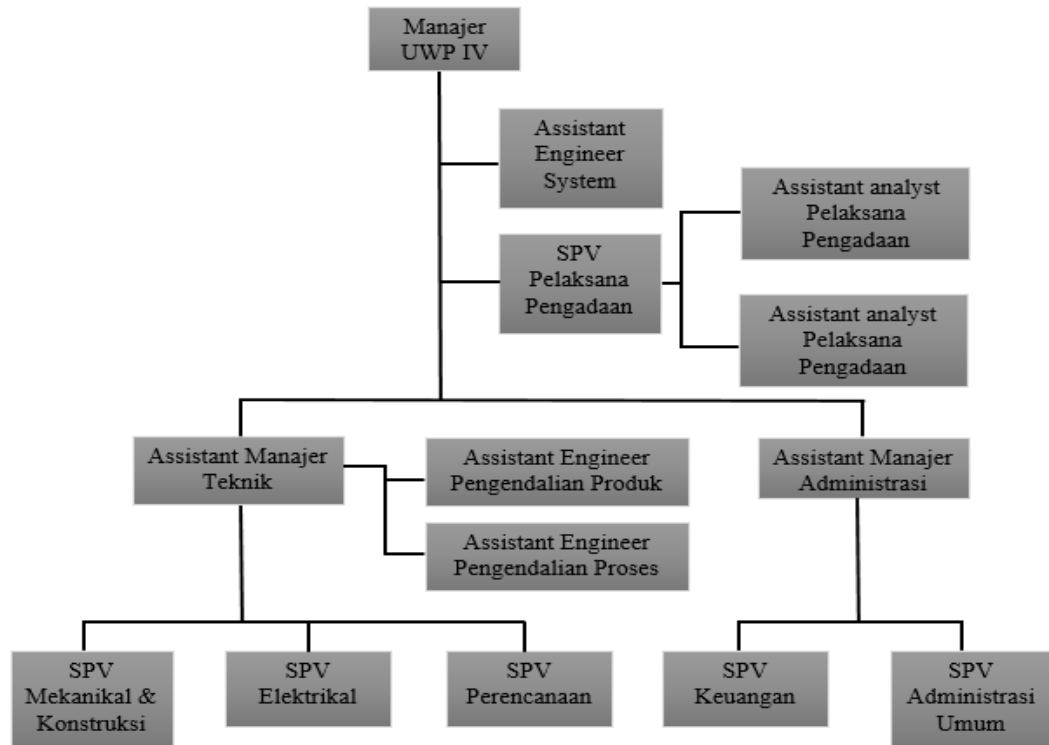 Manajer
UWP IV
Assistant
Engineer
System
SPV
Pelaksana
Pengadaan
Assistant analyst
Pelaksana
Pengadaan
Assistant analyst
Pelaksana
Pengadaan
Assistant Manajer
Teknik
Assistant Engineer
Pengendalian Produk
Assistant Engineer
Pengendalian Proses
Assistant Manajer
Administrasi
SPV
Mekanikal &
Konstruksi
SPV
Elektrikal
SPV
Perencanaan
SPV
Keuangan
SPV
Administrasi
Umum